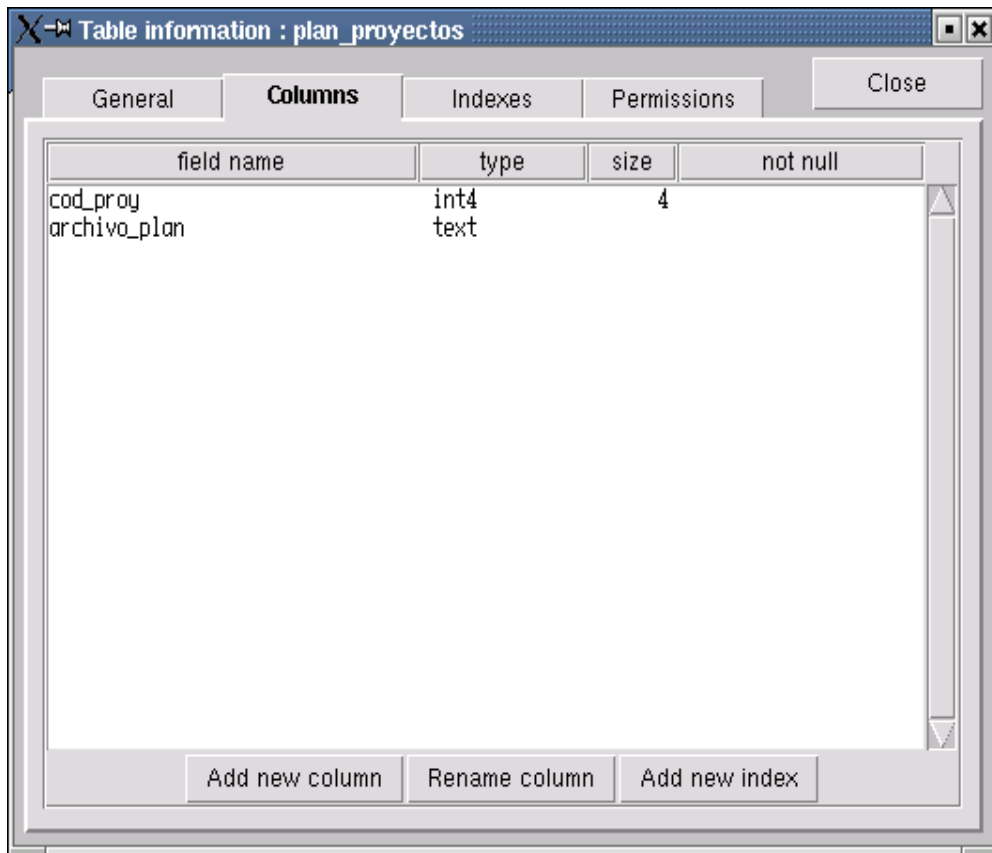 Table information : plan_proyectos
Close
General Columns Indexes Permissions
field name type size not null
cod_proy int4 4
archivo_plan text
Add new column Rename column Add new index